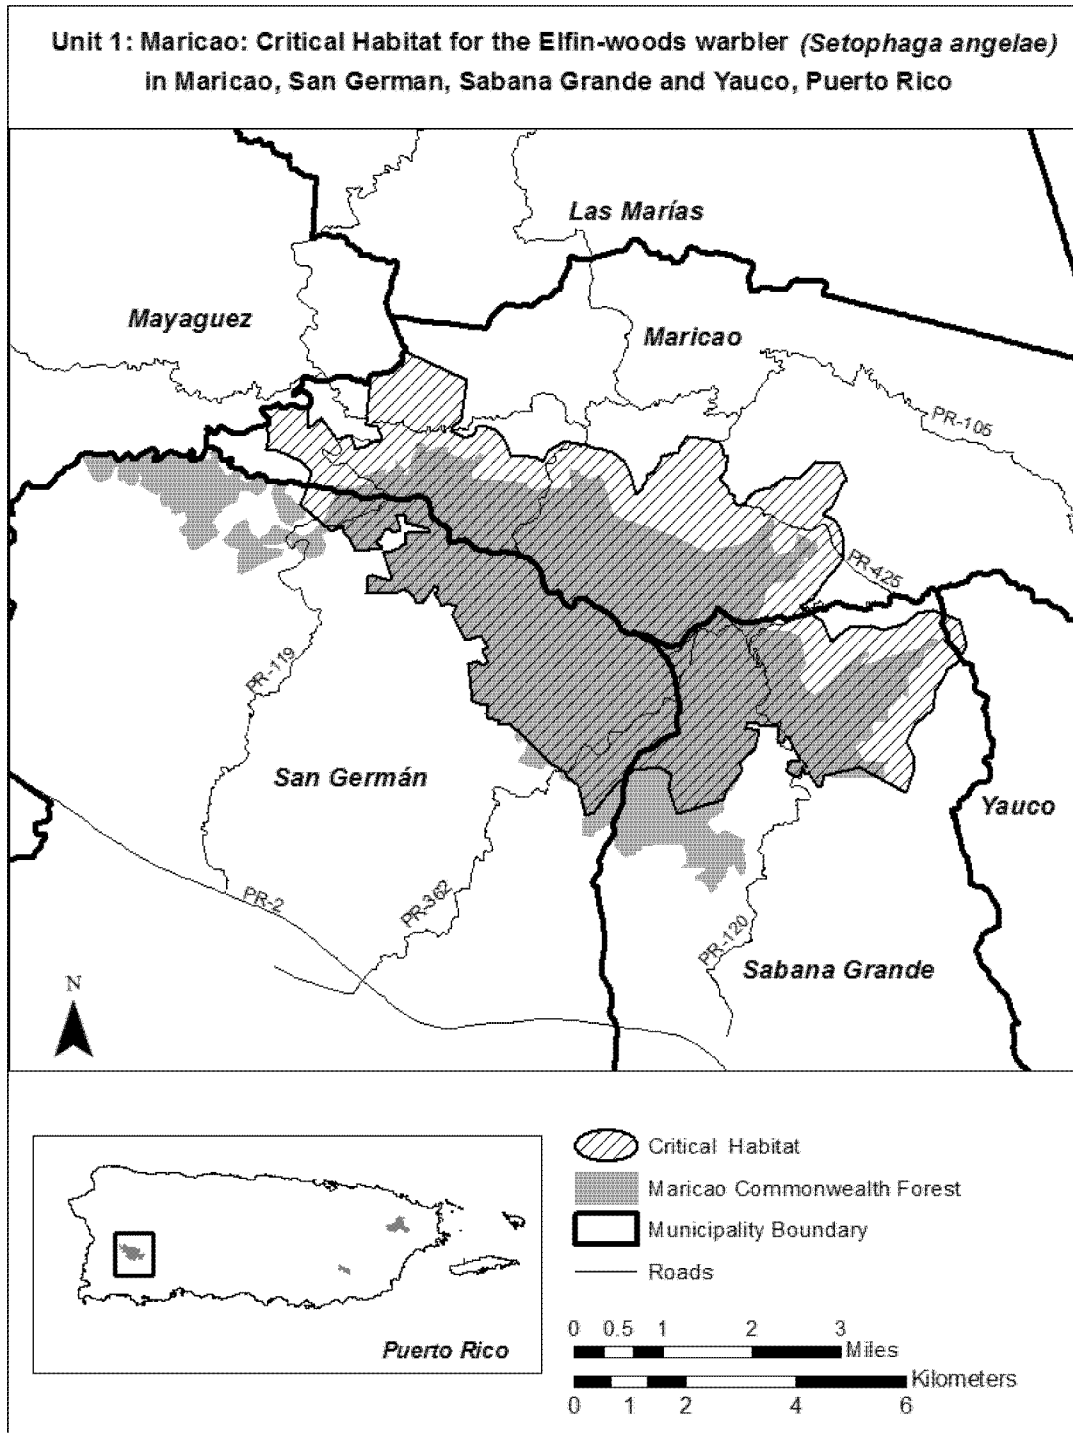 Unit 1: Maricao: Critical Habitat for the Elfin-woods warbler (Setophaga angelae)
in Maricao, San German, Sabana Grande and Yauco, Puerto Rico
Las Marías
Mayaguez
Maricao
PR-105
PR-425
PR-119
San Germán
Yauco
PR-2
PR-362
PR-120
Sabana Grande
N
Critical Habitat
Maricao Commonwealth Forest
Municipality Boundary
Roads
Puerto Rico
0 0.5 1 2 3
Miles
Kilometers
0 1 2 4 6